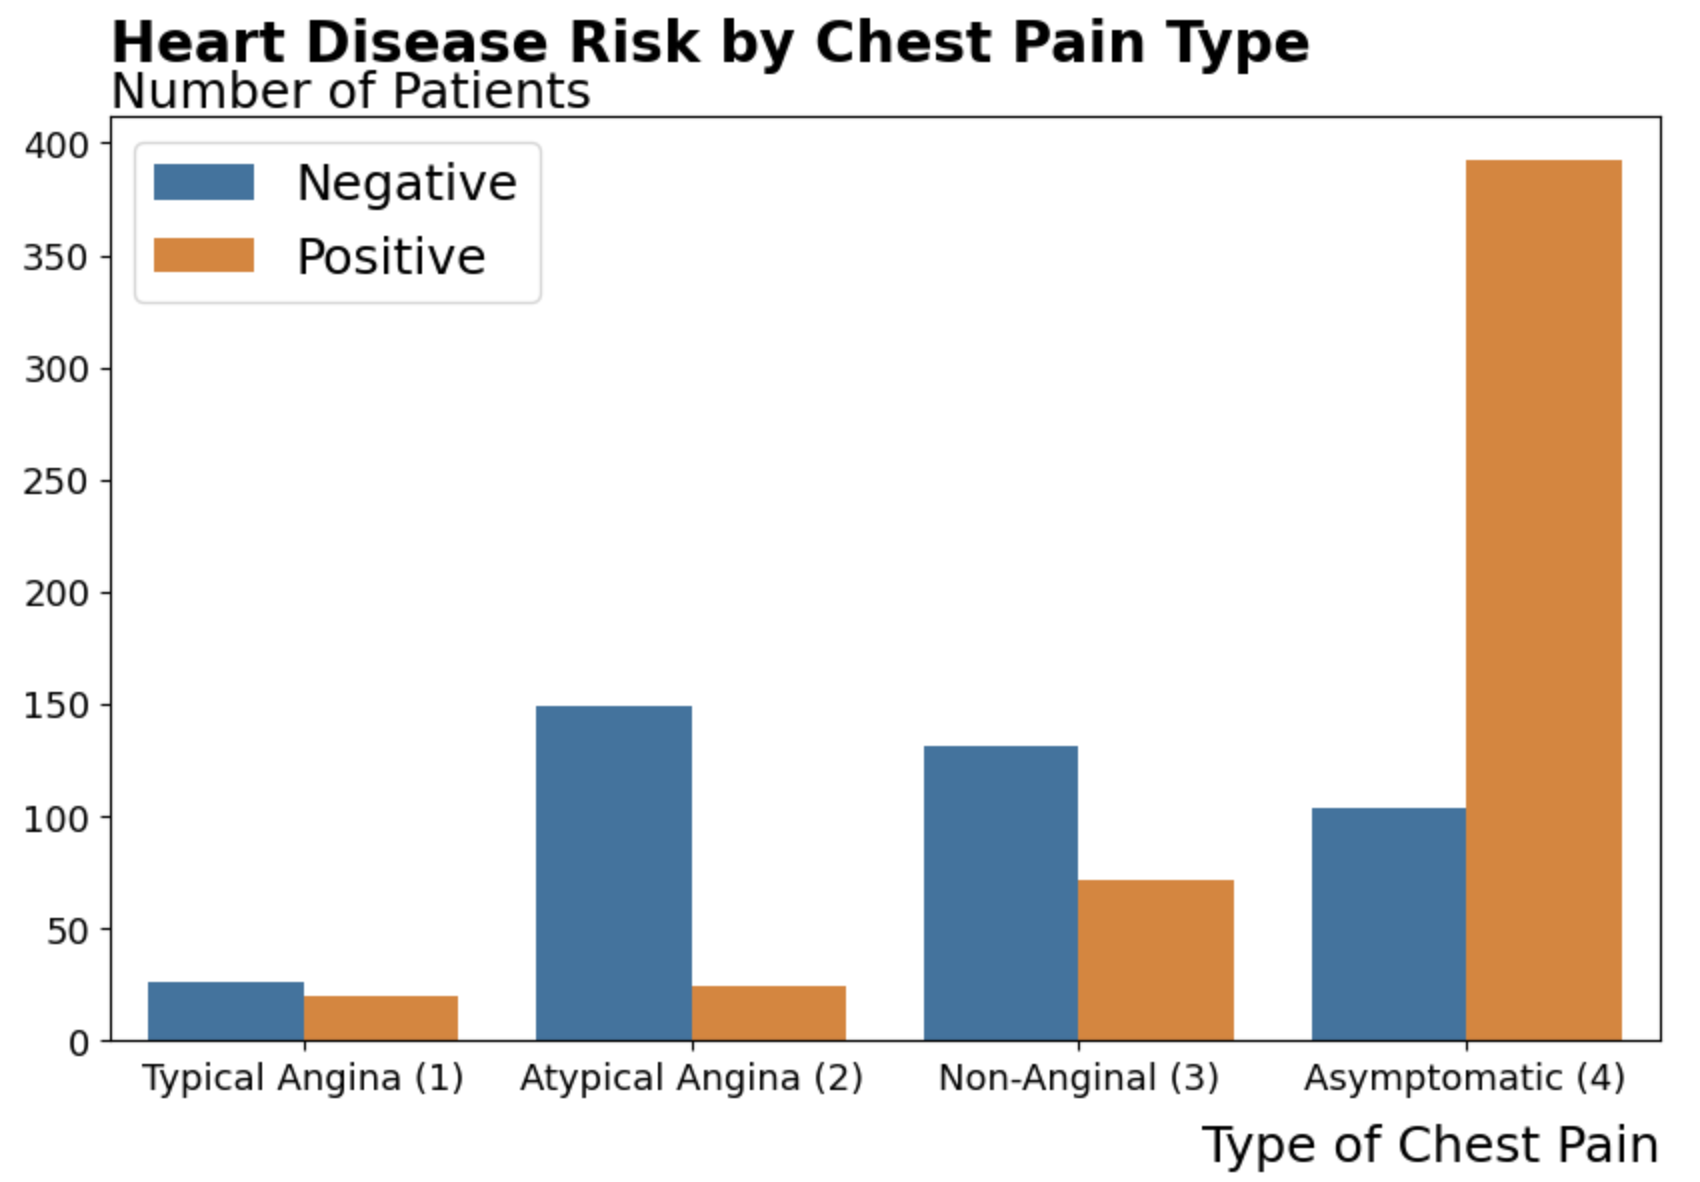 Heart Disease Risk by Chest Pain Type
Number of Patients
400
350
300
250
200
150
100
50
0
Negative
Positive
Typical Angina (1) Atypical Angina (2) Non-Anginal (3) Asymptomatic (4)
Type of Chest Pain